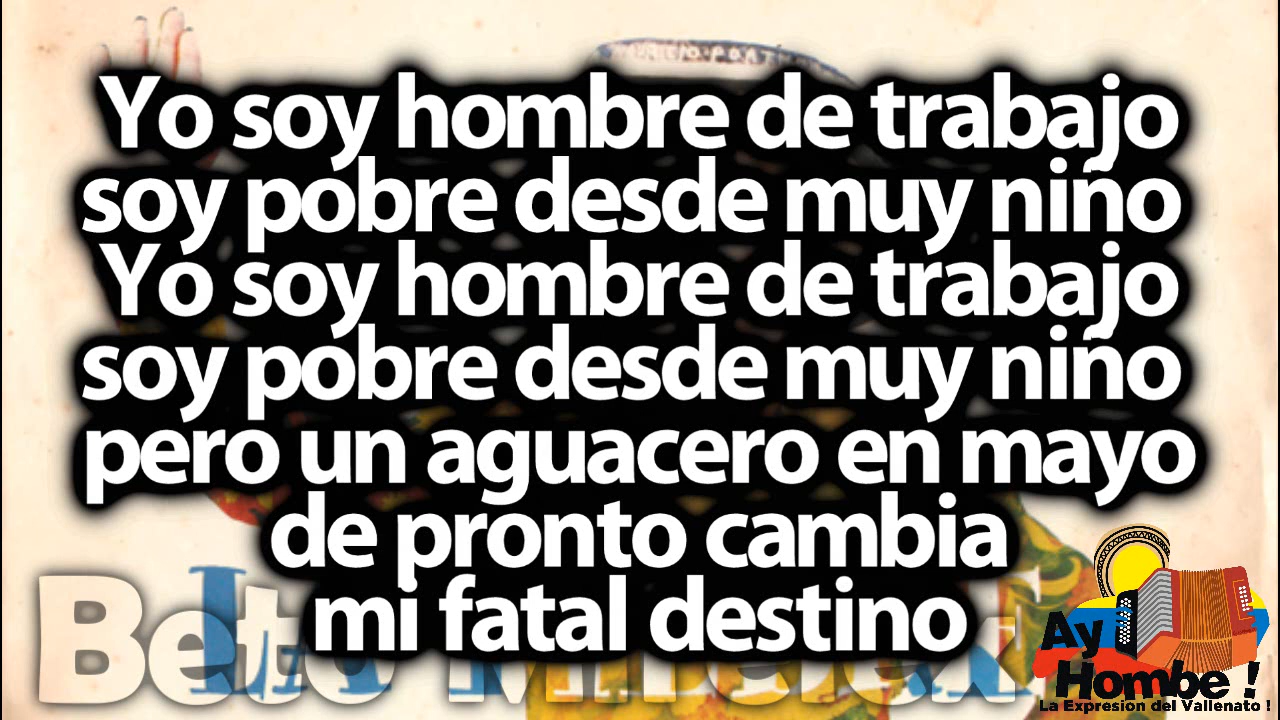 Yo soy hombre de trabajo
soy pobre desde muy niño
Yo soy hombre de trabajo
soy pobre desde muy niño
pero un aguacero en mayo
de pronto cambia
mi fatal destino
Ay
Hombe !
La Expresion del Vallenato !